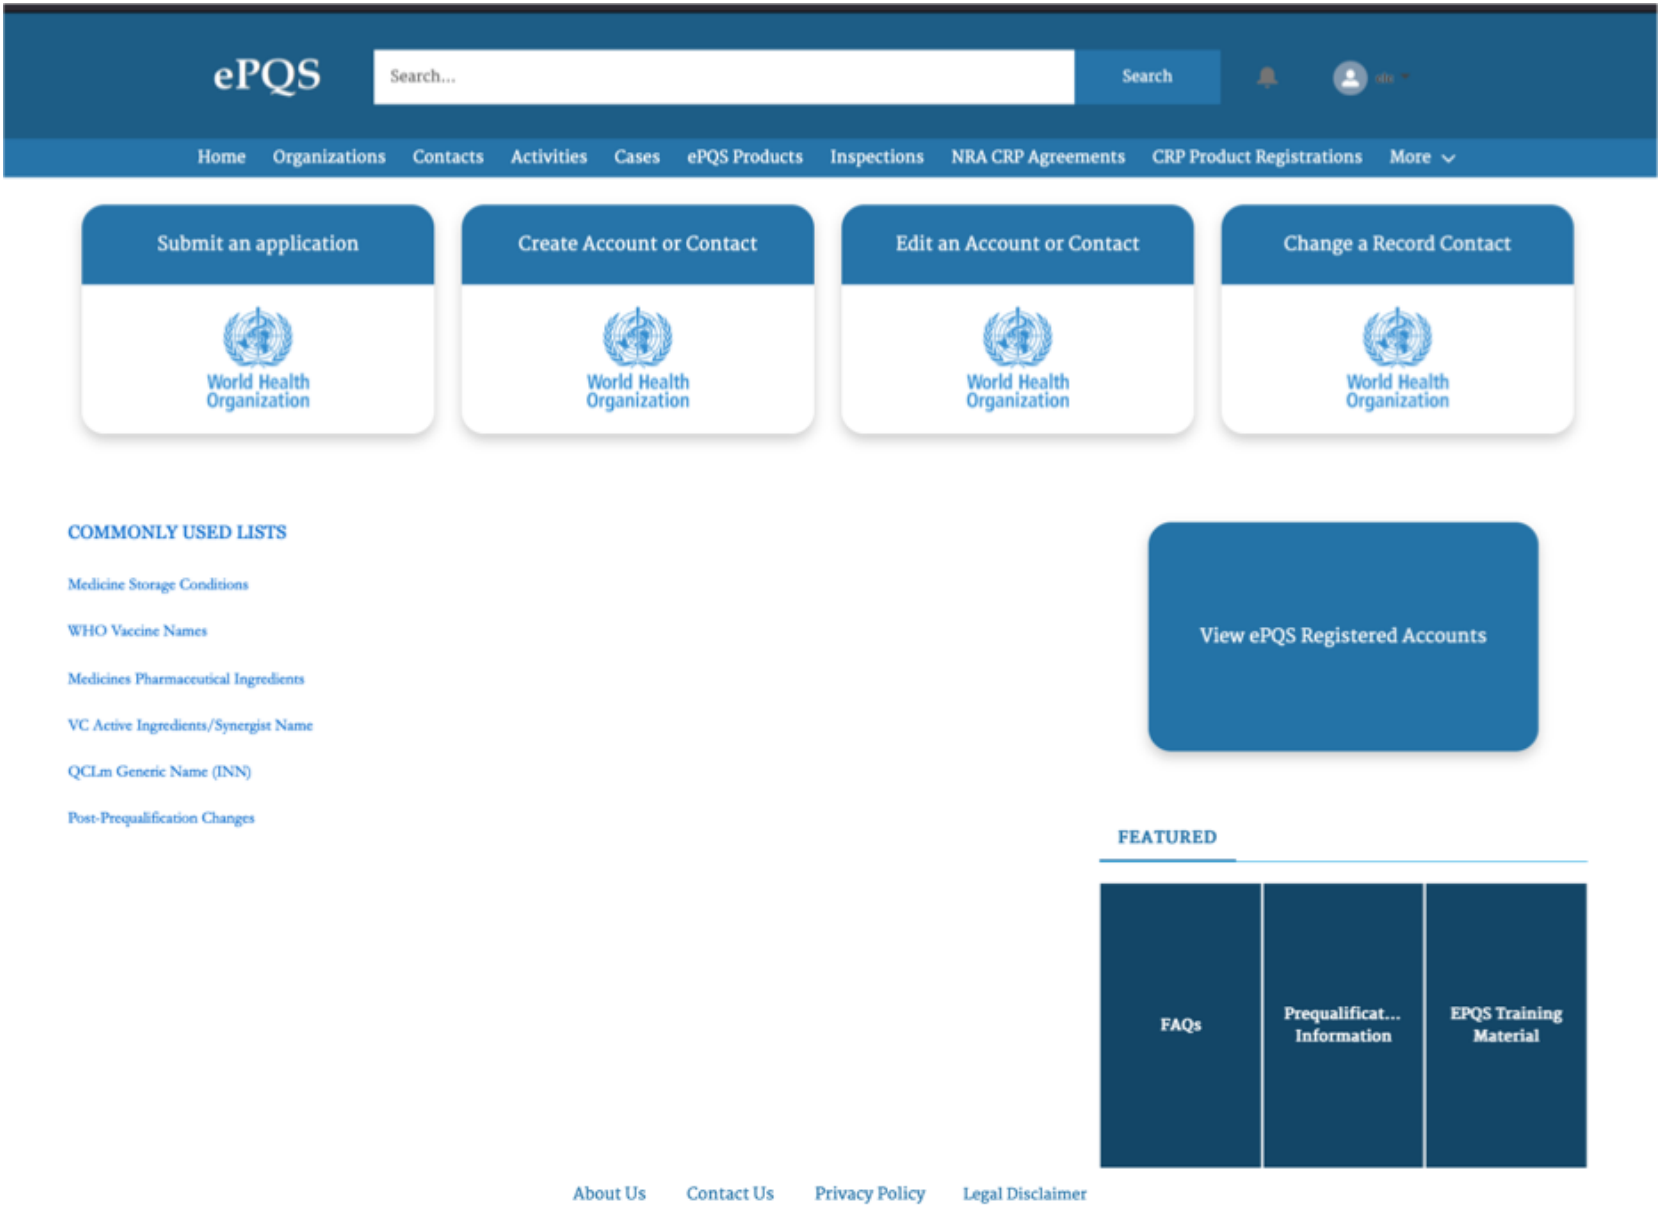 ePQS
Search...
Search
Home Organizations Contacts Activities Cases ePQS Products Inspections NRA CRP Agreements CRP Product Registrations More
Submit an application
Create Account or Contact
Edit an Account or Contact
Change a Record Contact
World Health
Organization
World Health
Organization
World Health
Organization
World Health
Organization
COMMONLY USED LISTS
Medicine Storage Conditions
WHO Vaccine Names
Medicines Pharmaceutical Ingredients
VC Active Ingredients/Synergist Name
QCLm Generic Name (INN)
Post-Prequalification Changes
View ePQS Registered Accounts
FEATURED
FAQs
Prequalificat...
Information
EPQS Training
Material
About Us Contact Us Privacy Policy Legal Disclaimer